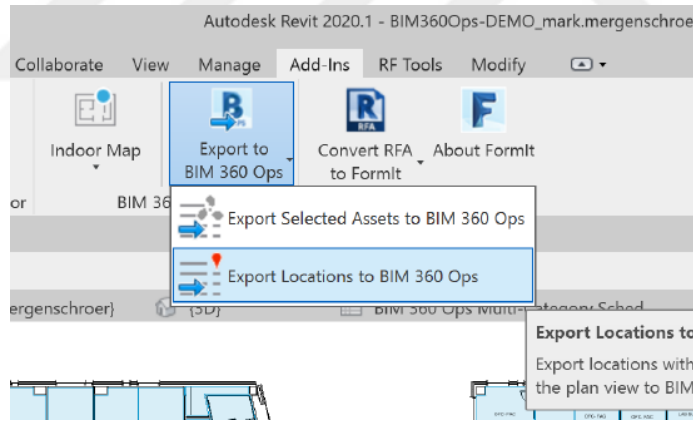 Autodesk Revit 2020.1 - BIM360Ops-DEMO_mark.mergenschroe
Collaborate View Manage Add-Ins RF Tools Modify
Indoor Map Export to BIM 360 Ops Convert RFA to FormIt About FormIt
or BIM 36
Export Selected Assets to BIM 360 Ops
Export Locations to BIM 360 Ops
ergenschroer} {3D} BIM 360 Ops Multi-Category Sched
Export Locations to
Export locations with
the plan view to BIM